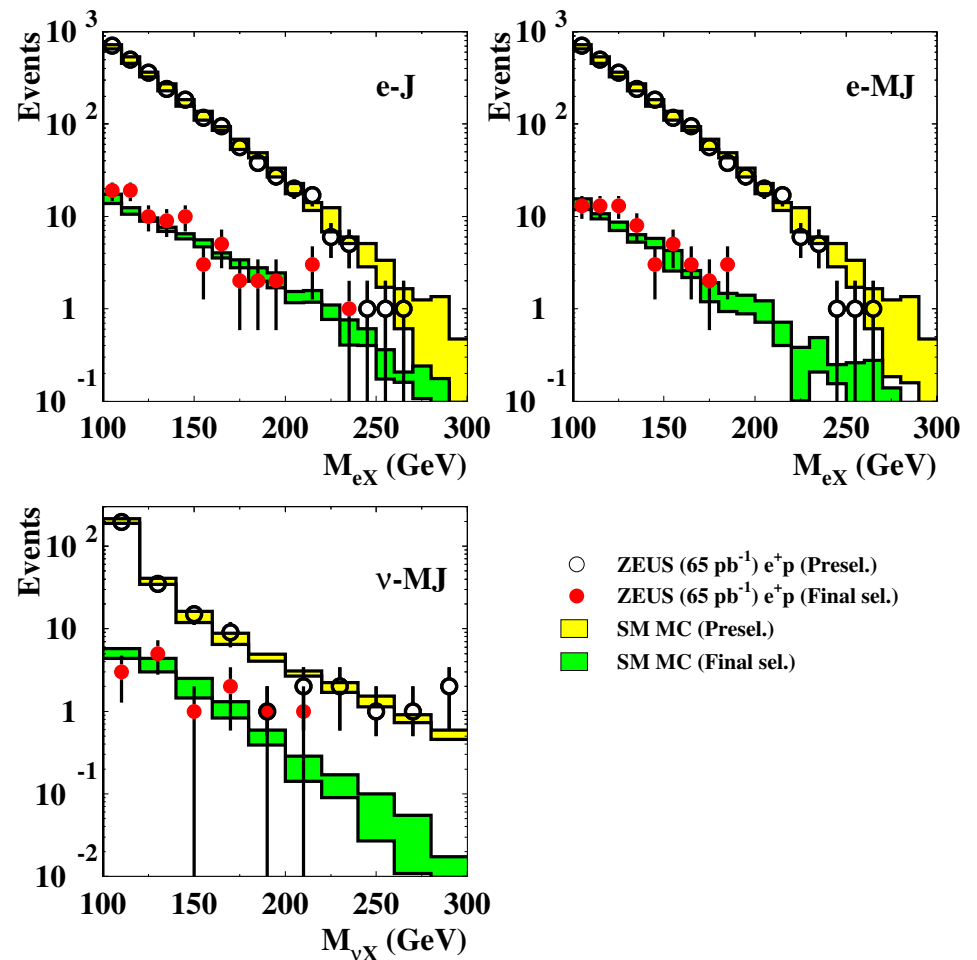 Events
10 3
e-J
10 2
10
1
10 -1
100 150 200 250 300
M_eX (GeV)
Events
10 3
e-MJ
10 2
10
1
10 -1
100 150 200 250 300
M_eX (GeV)
Events
10 2
ν-MJ
10
1
10 -1
10 -2
100 150 200 250 300
M_νX (GeV)
ZEUS (65 pb-1) e+p (Presel.)
ZEUS (65 pb-1) e+p (Final sel.)
SM MC (Presel.)
SM MC (Final sel.)